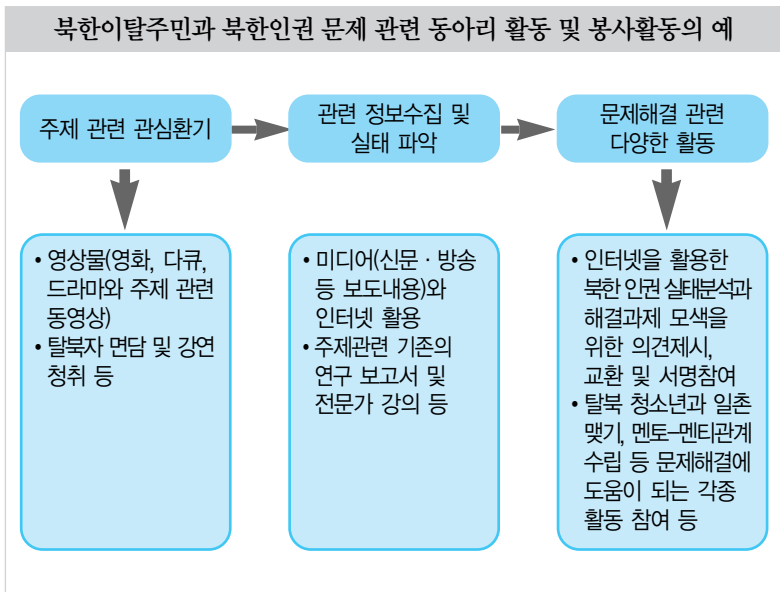 북한이탈주민과 북한인권 문제 관련 동아리 활동 및 봉사활동의 예
주제 관련 관심환기
관련 정보수집 및
실태 파악
문제해결 관련
다양한 활동
• 영상물(영화, 다큐,
드라마와 주제 관련
동영상)
• 탈북자 면담 및 강연
청취 등
• 미디어(신문 · 방송
등 보도내용)와
인터넷 활용
• 주제관련 기존의
연구 보고서 및
전문가 강의 등
• 인터넷을 활용한
북한 인권 실태분석과
해결과제 모색을
위한 의견제시,
교환 및 서명참여
• 탈북 청소년과 일촌
맺기, 멘토-멘티관계
수립 등 문제해결에
도움이 되는 각종
활동 참여 등